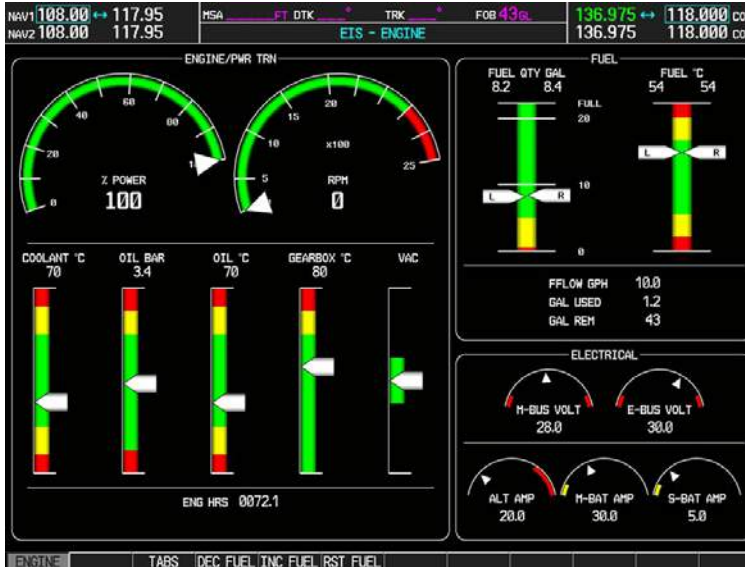 NAV1 108.00 ↔ 117.95 MSA ______FT DTK ____° TRK ____° FOB 43GL 136.975 ↔ 118.000 CO
NAV2 108.00 117.95 EIS - ENGINE 136.975 118.000 CO
ENGINE/PWR TRN
0 20 40 60 80
% POWER
100
5 10 15 20 25
x100
RPM
0
COOLANT °C OIL BAR OIL °C GEARBOX °C VAC
70 3.4 70 80
ENG HRS 0072.1
FUEL
FUEL QTY GAL FUEL °C
8.2 8.4 54 54
FULL
20
L R L R
10
0
FFLOW GPH 10.0
GAL USED 1.2
GAL REM 43
ELECTRICAL
M-BUS VOLT E-BUS VOLT
28.0 30.0
ALT AMP M-BAT AMP S-BAT AMP
20.0 30.0 5.0
ENGINE TABS DEC FUEL INC FUEL RST FUEL